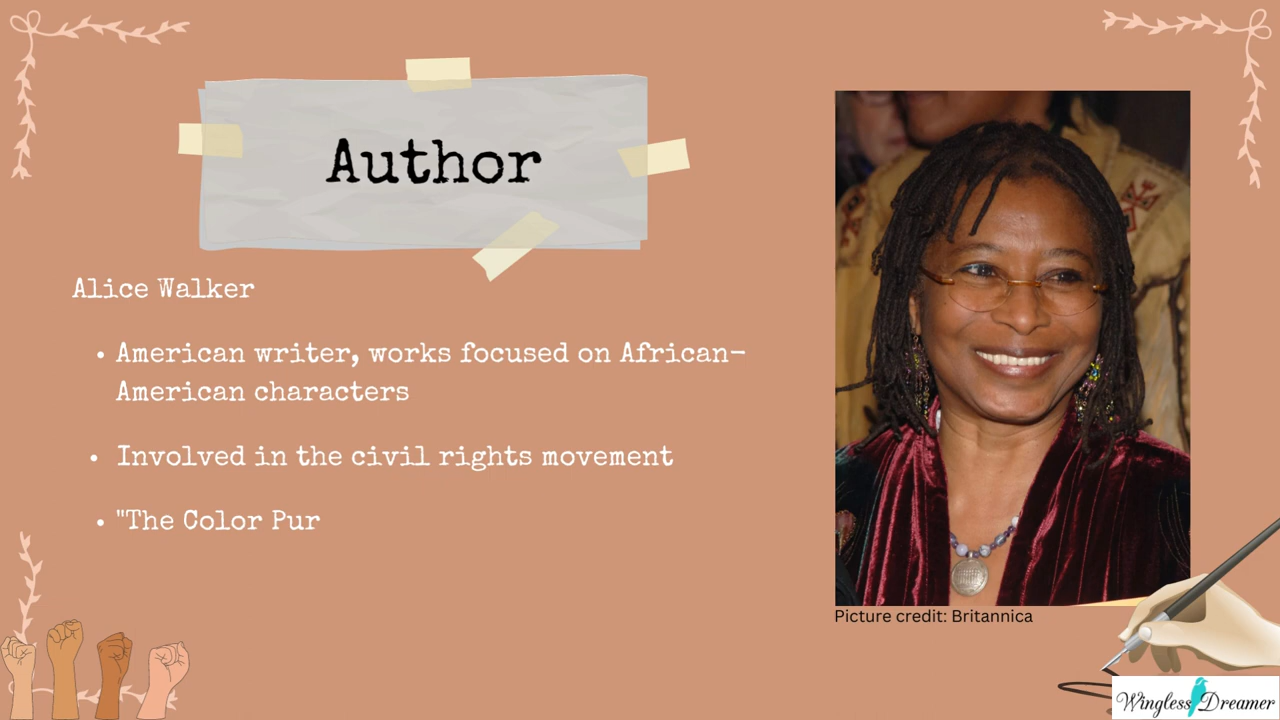 Author
Alice Walker
• American writer, works focused on African-
American characters
• Involved in the civil rights movement
• "The Color Pur
Picture credit: Britannica
Wingless Dreamer